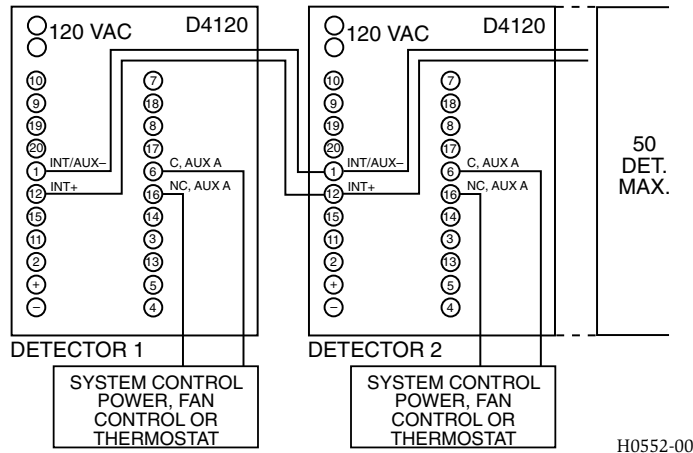 120 VAC
D4120
10
9
19
20
1
INT/AUX–
12
INT+
15
11
2
+
–
7
18
8
17
6
C, AUX A
16
NC, AUX A
14
3
13
5
4
DETECTOR 1
SYSTEM CONTROL
POWER, FAN
CONTROL OR
THERMOSTAT
120 VAC
D4120
10
9
19
20
1
INT/AUX–
12
INT+
15
11
2
+
–
7
18
8
17
6
C, AUX A
16
NC, AUX A
14
3
13
5
4
DETECTOR 2
SYSTEM CONTROL
POWER, FAN
CONTROL OR
THERMOSTAT
50
DET.
MAX.
H0552-00